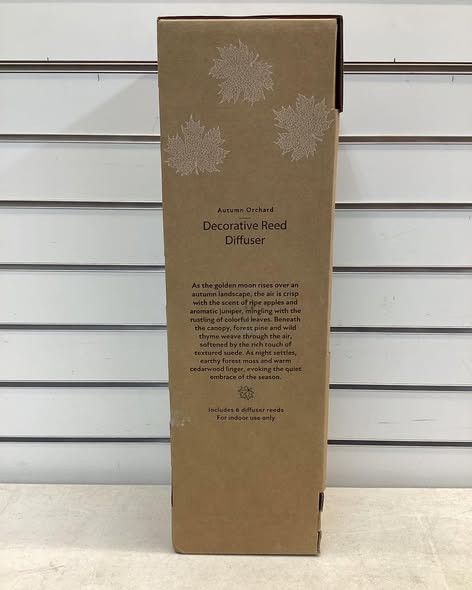 Autumn Orchard
Decorative Reed
Diffuser
As the golden moon rises over an
autumn landscape, the air is crisp
with the scent of ripe apples and
aromatic juniper, mingling with the
rustling of colorful leaves. Beneath
the canopy, forest pine and wild
thyme weave through the air,
softened by the rich touch of
textured suede. As night settles,
earthy forest moss and warm
cedarwood linger, evoking the quiet
embrace of the season.
Includes 6 diffuser reeds
For indoor use only